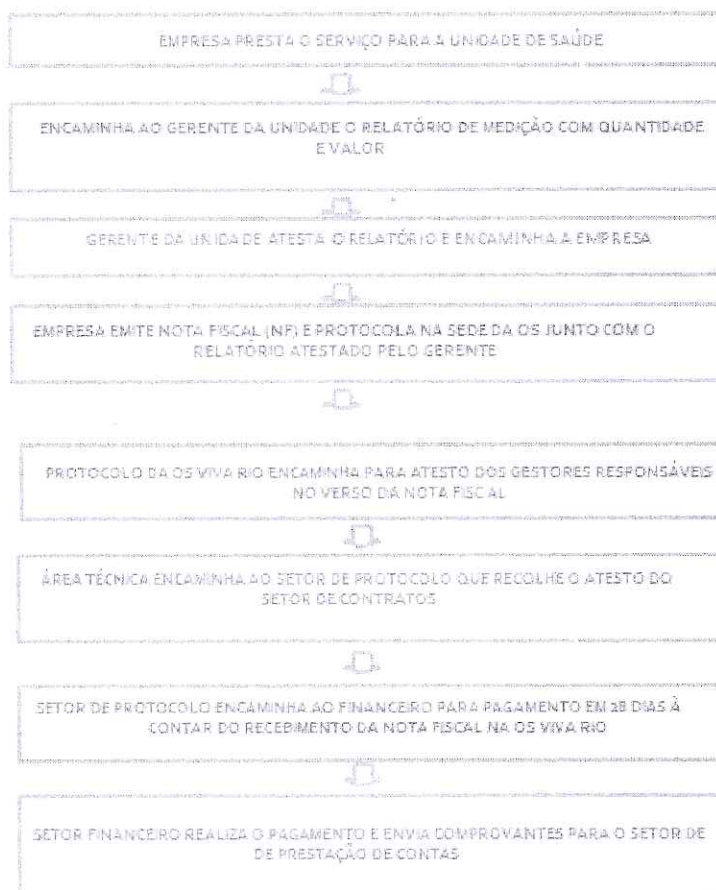 EMPRESA PRESTA O SERVIÇO PARA A UNIDADE DE SAÚDE
ENCAMINHA AO GERENTE DA UNIDADE O RELATÓRIO DE MEDIÇÃO COM QUANTIDADE
E VALOR
GERENTE DA UNIDADE ATESTA O RELATÓRIO E ENCAMINHA A EMPRESA
EMPRESA EMITE NOTA FISCAL (NF) E PROTOCOLA NA SEDE DA OS JUNTO COM O
RELATÓRIO ATESTADO PELO GERENTE
PROTOCOLO DA OS VIVA RIO ENCAMINHA PARA ATESTO DOS GESTORES RESPONSÁVEIS
NO VERSO DA NOTA FISCAL
ÁREA TÉCNICA ENCAMINHA AO SETOR DE PROTOCOLO QUE RECOLHE O ATESTO DO
SETOR DE CONTRATOS
SETOR DE PROTOCOLO ENCAMINHA AO FINANCEIRO PARA PAGAMENTO EM 28 DIAS À
CONTAR DO RECEBIMENTO DA NOTA FISCAL NA OS VIVA RIO
SETOR FINANCEIRO REALIZA O PAGAMENTO E ENVIA COMPROVANTES PARA O SETOR DE
DE PRESTAÇÃO DE CONTAS